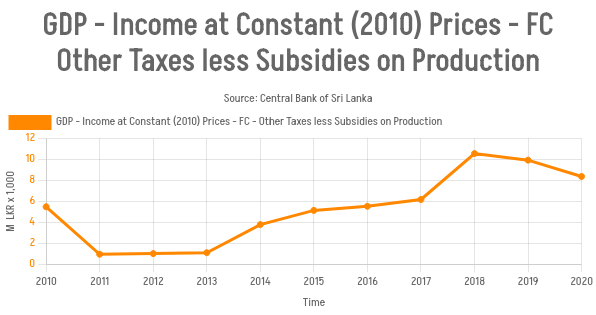 GDP - Income at Constant (2010) Prices - FC
Other Taxes less Subsidies on Production
Source: Central Bank of Sri Lanka
GDP - Income at Constant (2010) Prices - FC - Other Taxes less Subsidies on Production
M LKR x 1,000
12
10
8
6
4
2
0
2010 2011 2012 2013 2014 2015 2016 2017 2018 2019 2020
Time